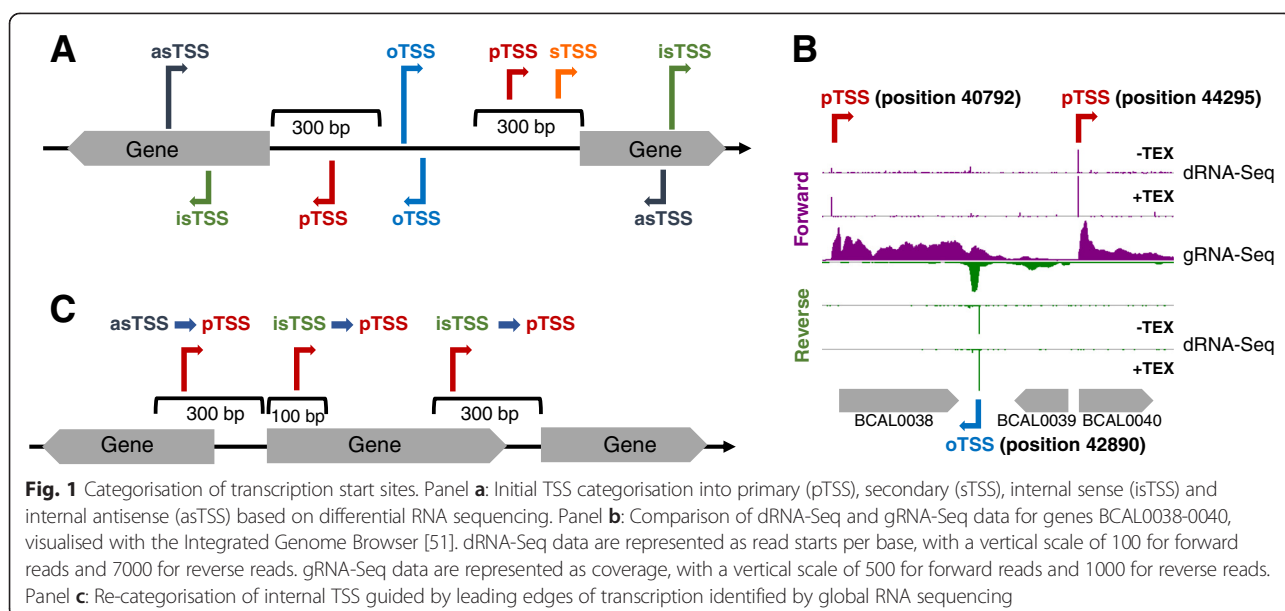 A
asTSS
oTSS
pTSS
sTSS
isTSS
300 bp
300 bp
Gene
Gene
isTSS
pTSS
oTSS
asTSS
B
pTSS (position 40792)
pTSS (position 44295)
-TEX
dRNA-Seq
+TEX
Forward
gRNA-Seq
Reverse
-TEX
dRNA-Seq
+TEX
BCAL0038
BCAL0039
BCAL0040
oTSS (position 42890)
C
asTSS pTSS
isTSS pTSS
isTSS pTSS
300 bp
100 bp
300 bp
Gene
Gene
Gene
Fig. 1 Categorisation of transcription start sites. Panel a: Initial TSS categorisation into primary (pTSS), secondary (sTSS), internal sense (isTSS) and
internal antisense (asTSS) based on differential RNA sequencing. Panel b: Comparison of dRNA-Seq and gRNA-Seq data for genes BCAL0038-0040,
visualised with the Integrated Genome Browser [51]. dRNA-Seq data are represented as read starts per base, with a vertical scale of 100 for forward
reads and 7000 for reverse reads. gRNA-Seq data are represented as coverage, with a vertical scale of 500 for forward reads and 1000 for reverse reads.
Panel c: Re-categorisation of internal TSS guided by leading edges of transcription identified by global RNA sequencing